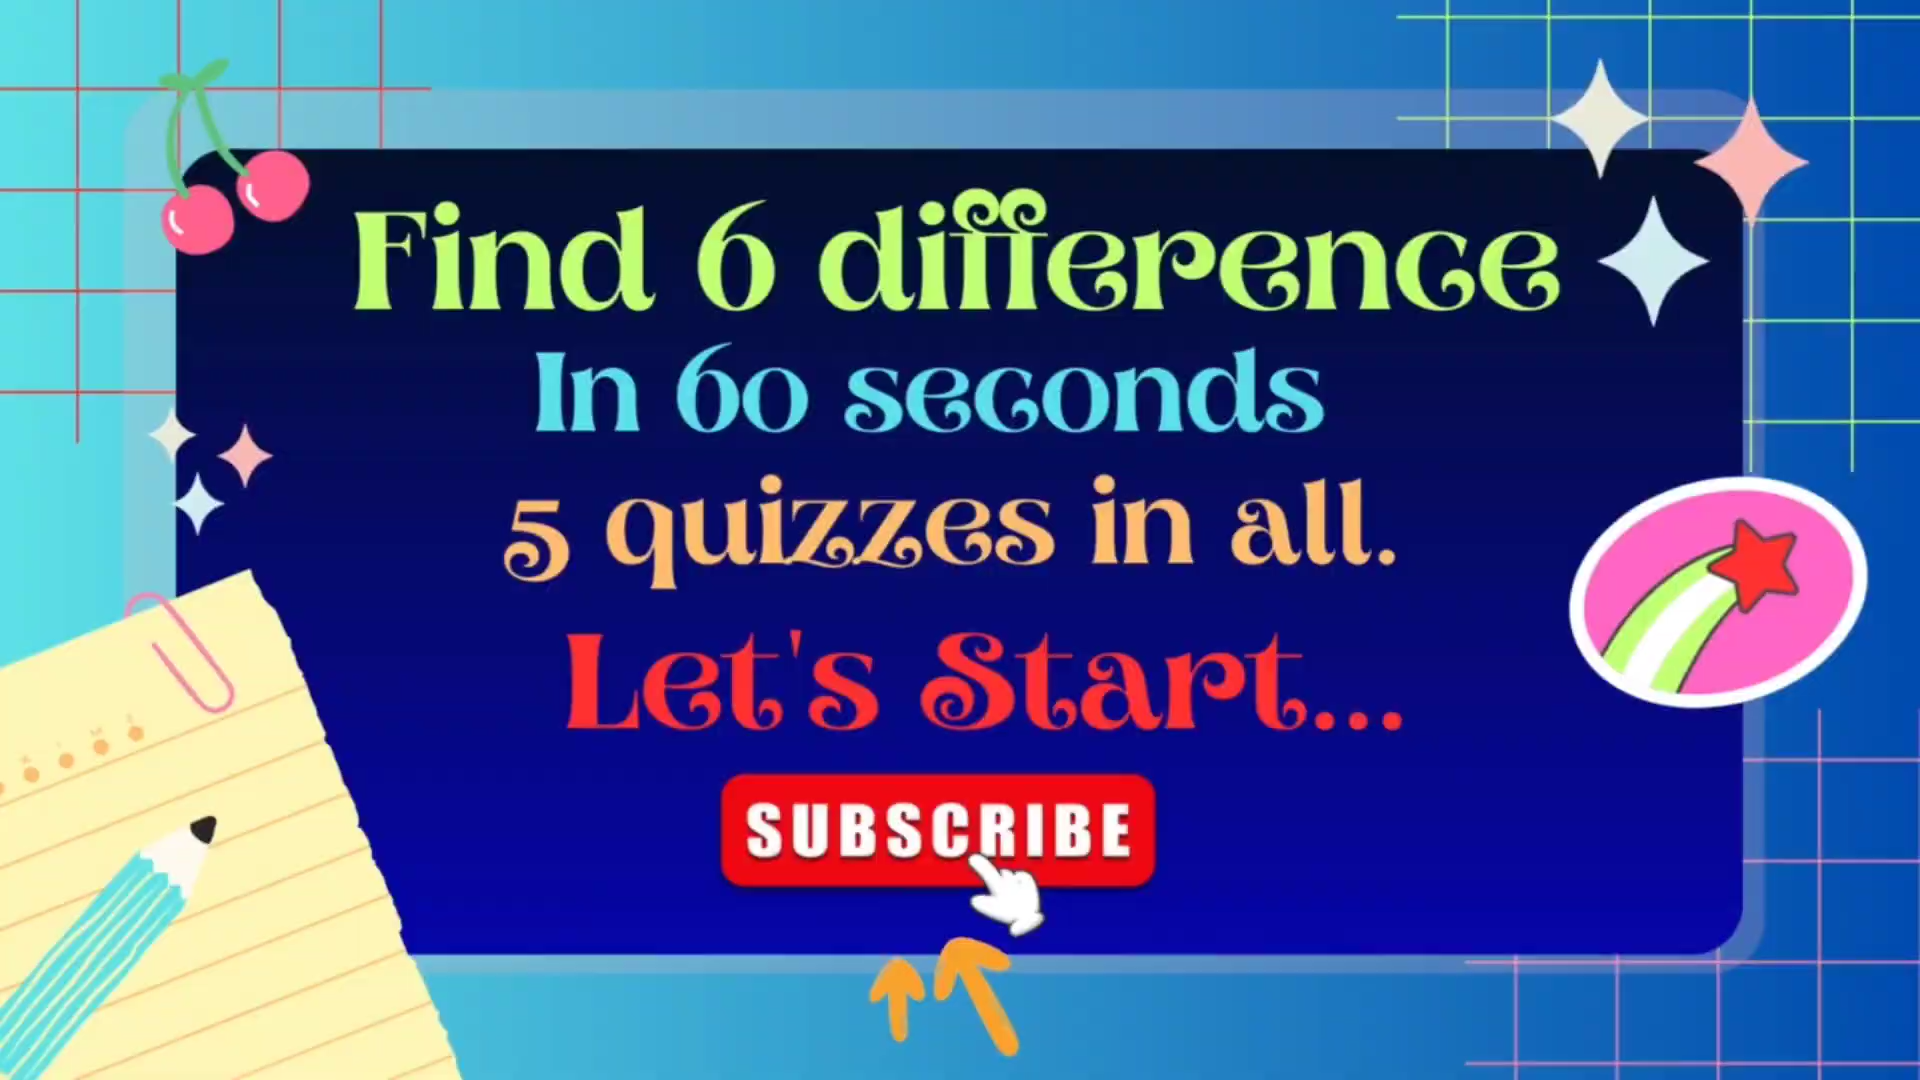 Find 6 difference
In 60 seconds
5 quizzes in all.
Let's Start...
SUBSCRIBE